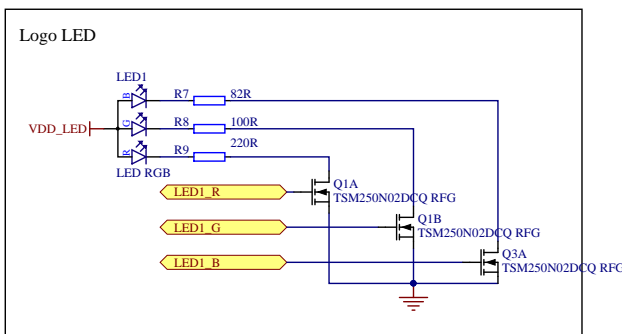 Logo LED
LED1
B
R7 82R
VDD_LED
G
R8 100R
R
R9 220R
LED RGB
LED1_R
Q1A
TSM250N02DCQ RFG
LED1_G
Q1B
TSM250N02DCQ RFG
LED1_B
Q3A
TSM250N02DCQ RFG